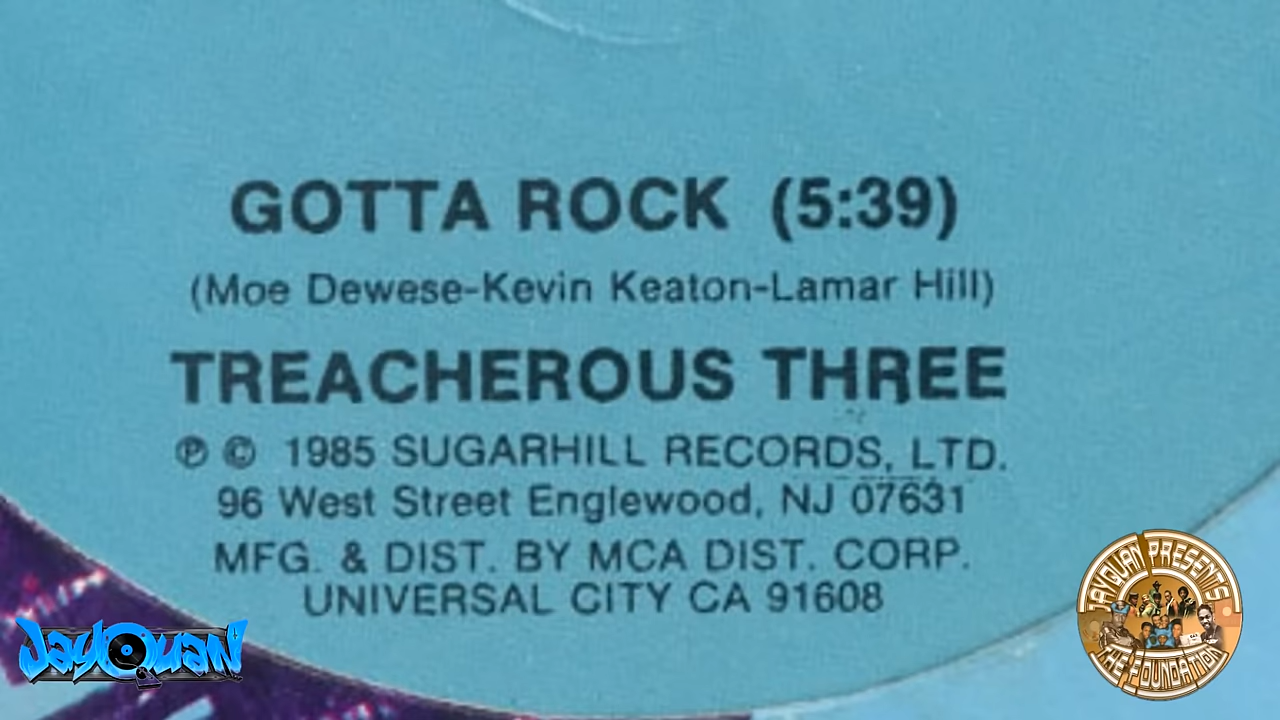 GOTTA ROCK (5:39)
(Moe Dewese-Kevin Keaton-Lamar Hill)
TREACHEROUS THREE
℗ © 1985 SUGARHILL RECORDS, LTD.
96 West Street Englewood, NJ 07631
MFG. & DIST. BY MCA DIST. CORP.
UNIVERSAL CITY CA 91608
JayQuan
JAYQUAN PRESENTS
THE FOUNDATION